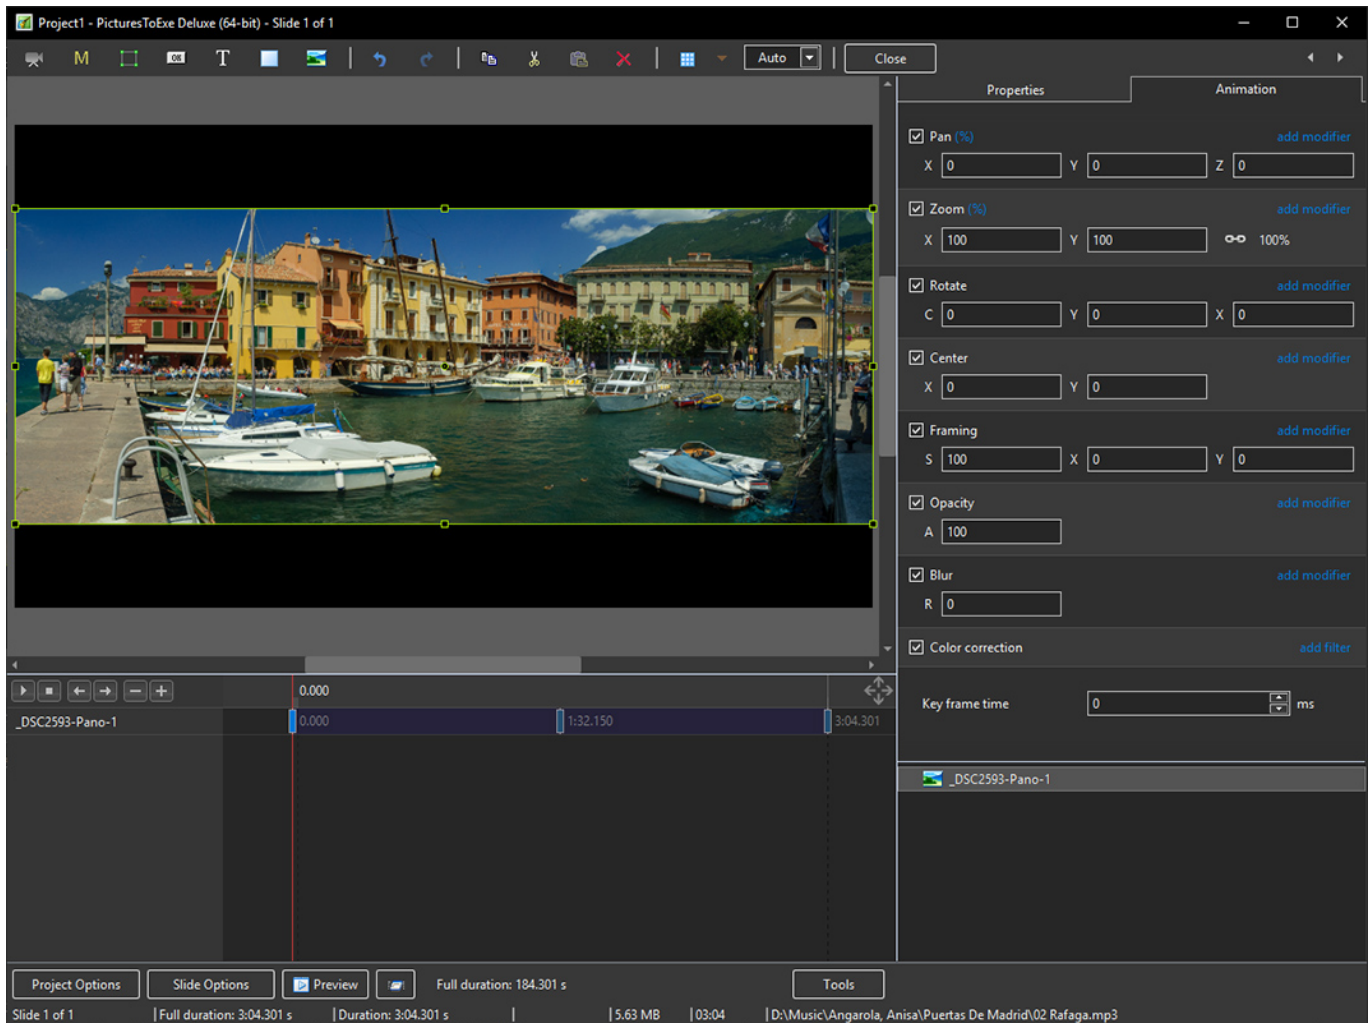 Project1 - PicturesToExe Deluxe (64-bit) - Slide 1 of 1
M OK T Auto Close
Properties Animation
Pan (%) add modifier
X 0 Y 0 Z 0
Zoom (%) add modifier
X 100 Y 100 100%
Rotate add modifier
C 0 Y 0 X 0
Center add modifier
X 0 Y 0
Framing add modifier
S 100 X 0 Y 0
Opacity add modifier
A 100
Blur add modifier
R 0
Color correction add filter
Key frame time 0 ms
_DSC2593-Pano-1
0.000
_DSC2593-Pano-1 0.000 1:32.150 3:04.301
Project Options Slide Options Preview Full duration: 184.301 s Tools
Slide 1 of 1 |Full duration: 3:04.301 s |Duration: 3:04.301 s | |5.63 MB |03:04 |D:\Music\Angarola, Anisa\Puertas De Madrid\02 Rafaga.mp3